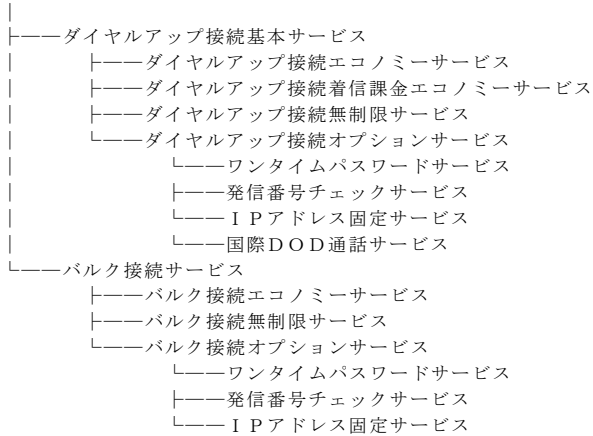 ｜
├──ダイヤルアップ接続基本サービス
｜　　　├──ダイヤルアップ接続エコノミーサービス
｜　　　├──ダイヤルアップ接続着信課金エコノミーサービス
｜　　　├──ダイヤルアップ接続無制限サービス
｜　　　└──ダイヤルアップ接続オプションサービス
｜　　　　　　　└──ワンタイムパスワードサービス
｜　　　　　　　├──発信番号チェックサービス
｜　　　　　　　└──ＩＰアドレス固定サービス
｜　　　　　　　└──国際ＤＯＤ通話サービス
└──バルク接続サービス
　　　　├──バルク接続エコノミーサービス
　　　　├──バルク接続無制限サービス
　　　　└──バルク接続オプションサービス
　　　　　　　　└──ワンタイムパスワードサービス
　　　　　　　　├──発信番号チェックサービス
　　　　　　　　└──ＩＰアドレス固定サービス